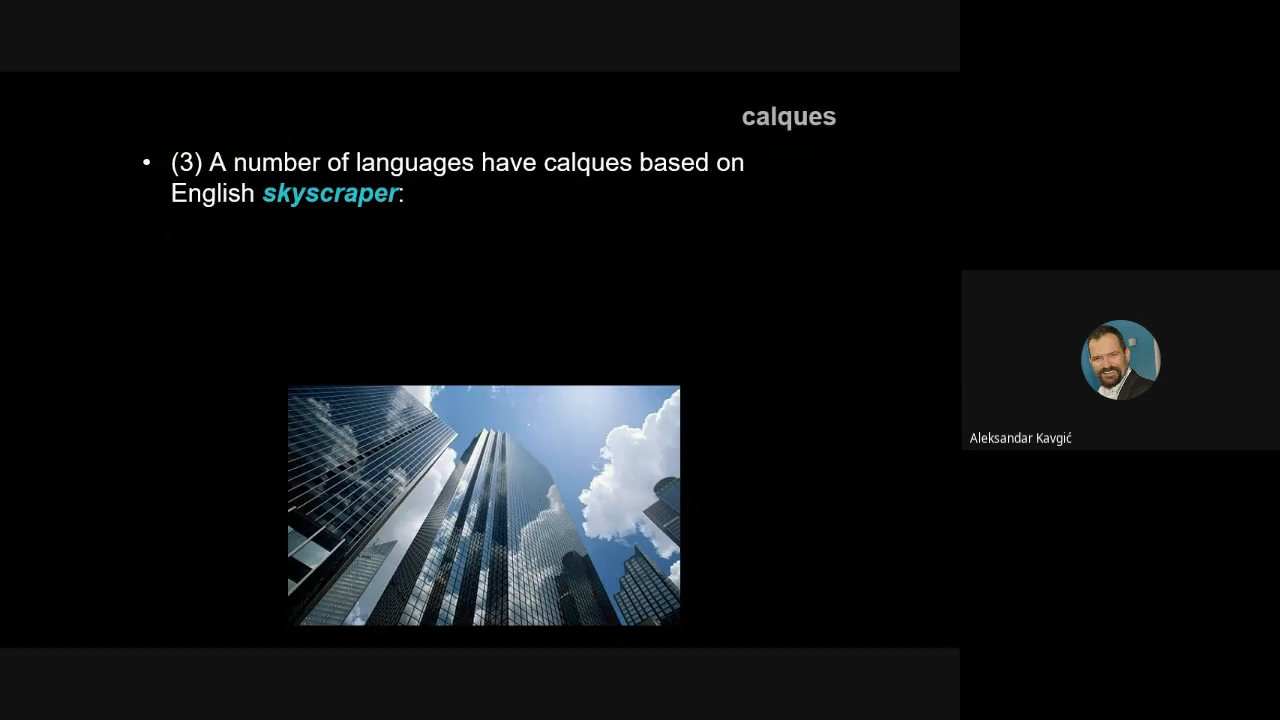 calques
• (3) A number of languages have calques based on
English skyscraper:
Aleksandar Kavgić